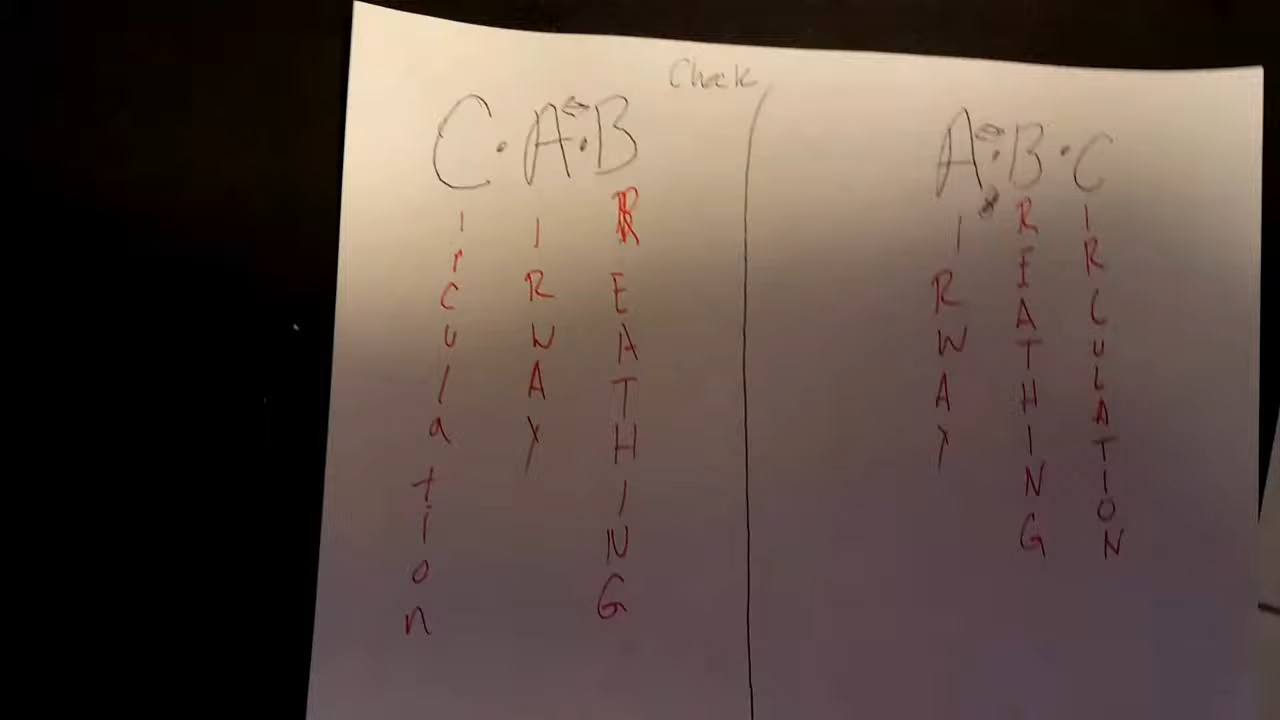 Check
C·A·B
A·B·C
irculation
IRWAY
REATHING
IRWAY
REATHING
IRCULATION